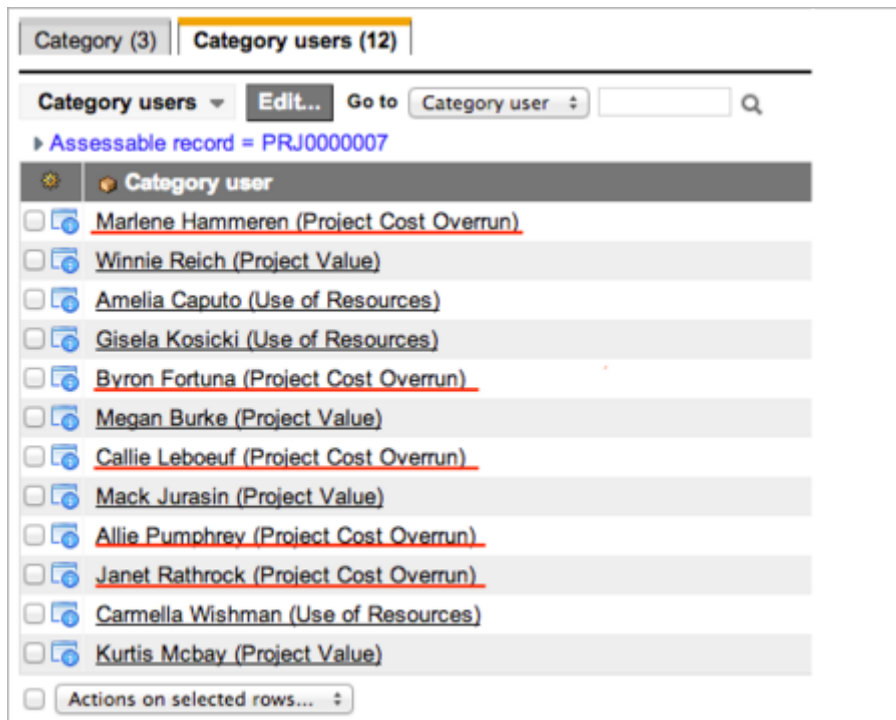 Category (3) Category users (12)
Category users Edit... Go to Category user
Assessable record = PRJ0000007
Category user
Marlene Hammeren (Project Cost Overrun)
Winnie Reich (Project Value)
Amelia Caputo (Use of Resources)
Gisela Kosicki (Use of Resources)
Byron Fortuna (Project Cost Overrun)
Megan Burke (Project Value)
Callie Leboeuf (Project Cost Overrun)
Mack Jurasin (Project Value)
Allie Pumphrey (Project Cost Overrun)
Janet Rathrock (Project Cost Overrun)
Carmella Wishman (Use of Resources)
Kurtis Mcbay (Project Value)
Actions on selected rows...